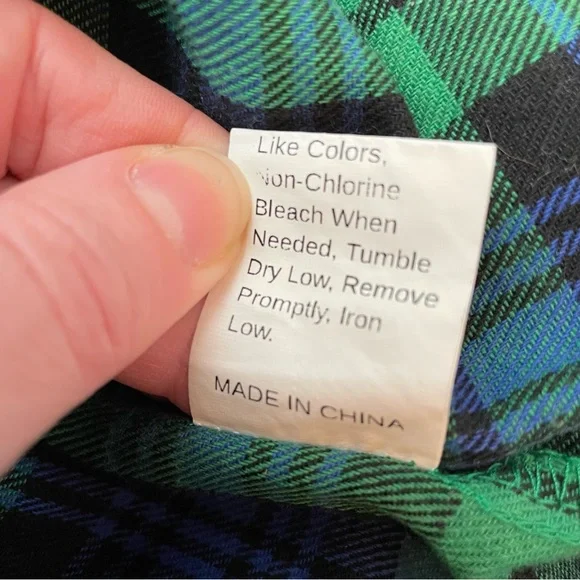 Like Colors,
Non-Chlorine
Bleach When
Needed, Tumble
Dry Low, Remove
Promptly, Iron
Low.
MADE IN CHINA